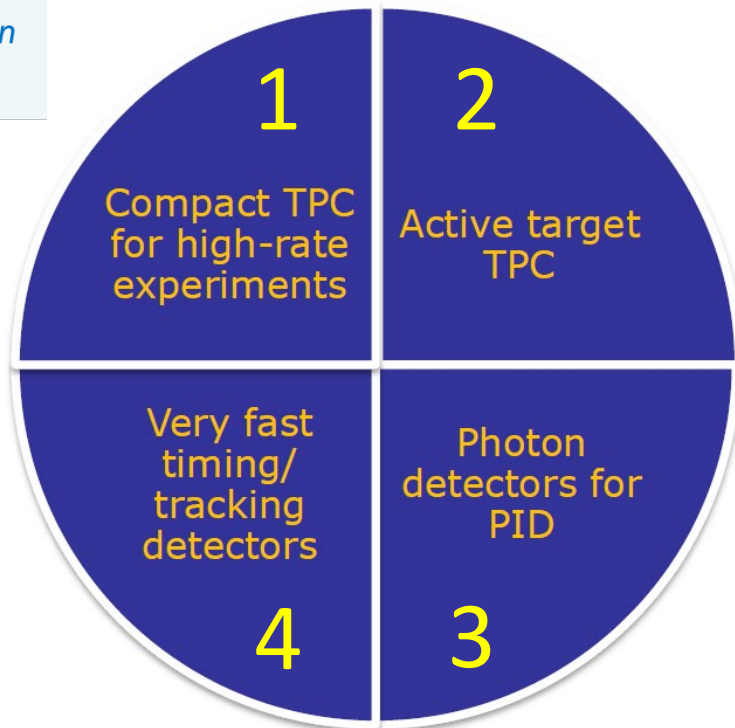 n
1
Compact TPC
for high-rate
experiments
2
Active target
TPC
Very fast
timing/
tracking
detectors
4
Photon
detectors for
PID
3